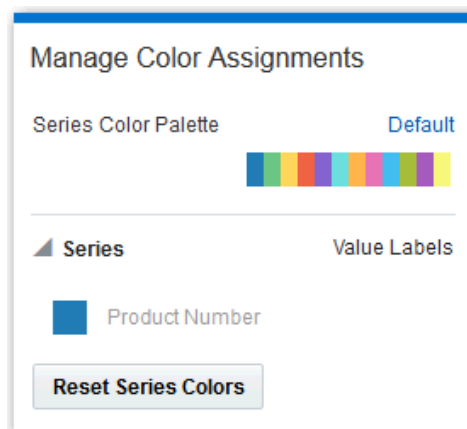 Manage Color Assignments
Series Color Palette Default
Series Value Labels
Product Number
Reset Series Colors